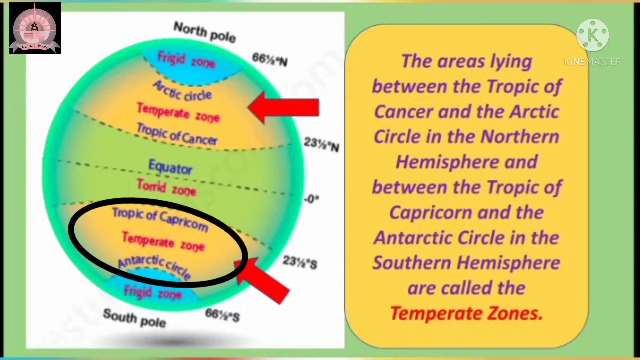 North pole
66½°N
Frigid zone
Arctic circle
Temperate zone
Tropic of Cancer
23½°N
Equator
-0°
Torrid zone
Tropic of Capricorn
Temperate zone
23½°S
Antarctic circle
Frigid zone
66½°S
South pole
K
KINEMASTER
The areas lying
between the Tropic of
Cancer and the Arctic
Circle in the Northern
Hemisphere and
between the Tropic of
Capricorn and the
Antarctic Circle in the
Southern Hemisphere
are called the
Temperate Zones.